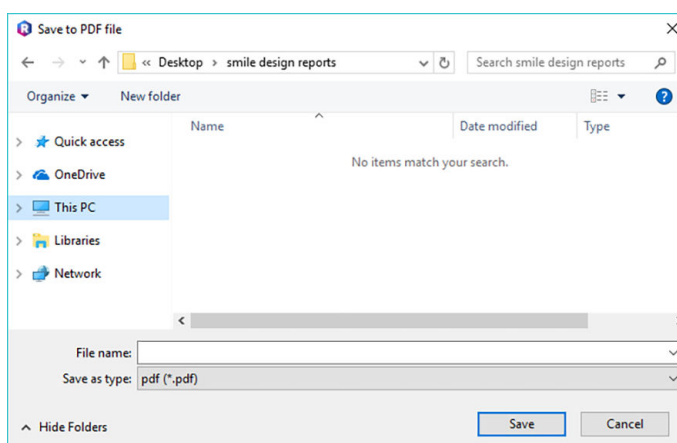 Save to PDF file
« Desktop › smile design reports
Search smile design reports
Organize
New folder
Name
Date modified
Type
No items match your search.
Quick access
OneDrive
This PC
Libraries
Network
File name:
Save as type: pdf (*.pdf)
Hide Folders
Save
Cancel